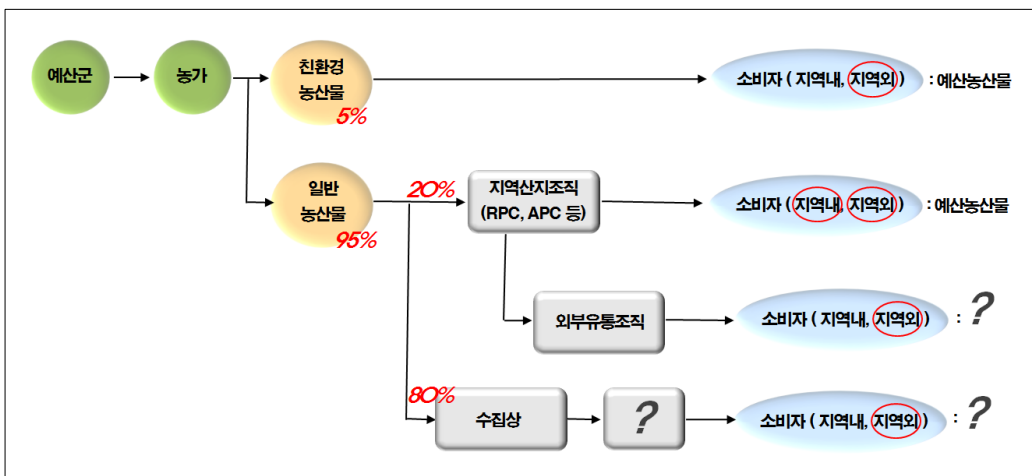 예산군
농가
친환경
농산물
5%
소비자 ( 지역내, 지역외 ) : 예산농산물
일반
농산물
95%
20%
지역산지조직
(RPC, APC 등)
소비자 ( 지역내, 지역외 ) : 예산농산물
외부유통조직
소비자 ( 지역내, 지역외 ) : ?
80%
수집상
?
소비자 ( 지역내, 지역외 ) : ?